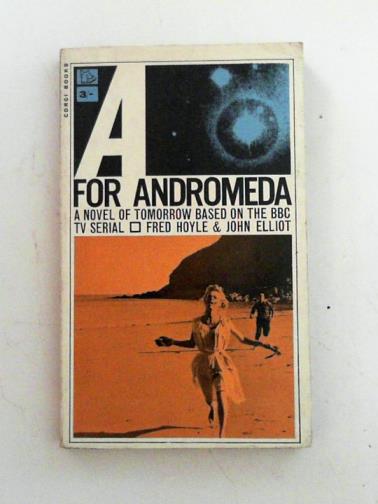 CORGI BOOKS
3/-
A
FOR ANDROMEDA
A NOVEL OF TOMORROW BASED ON THE BBC
TV SERIAL □ FRED HOYLE & JOHN ELLIOT